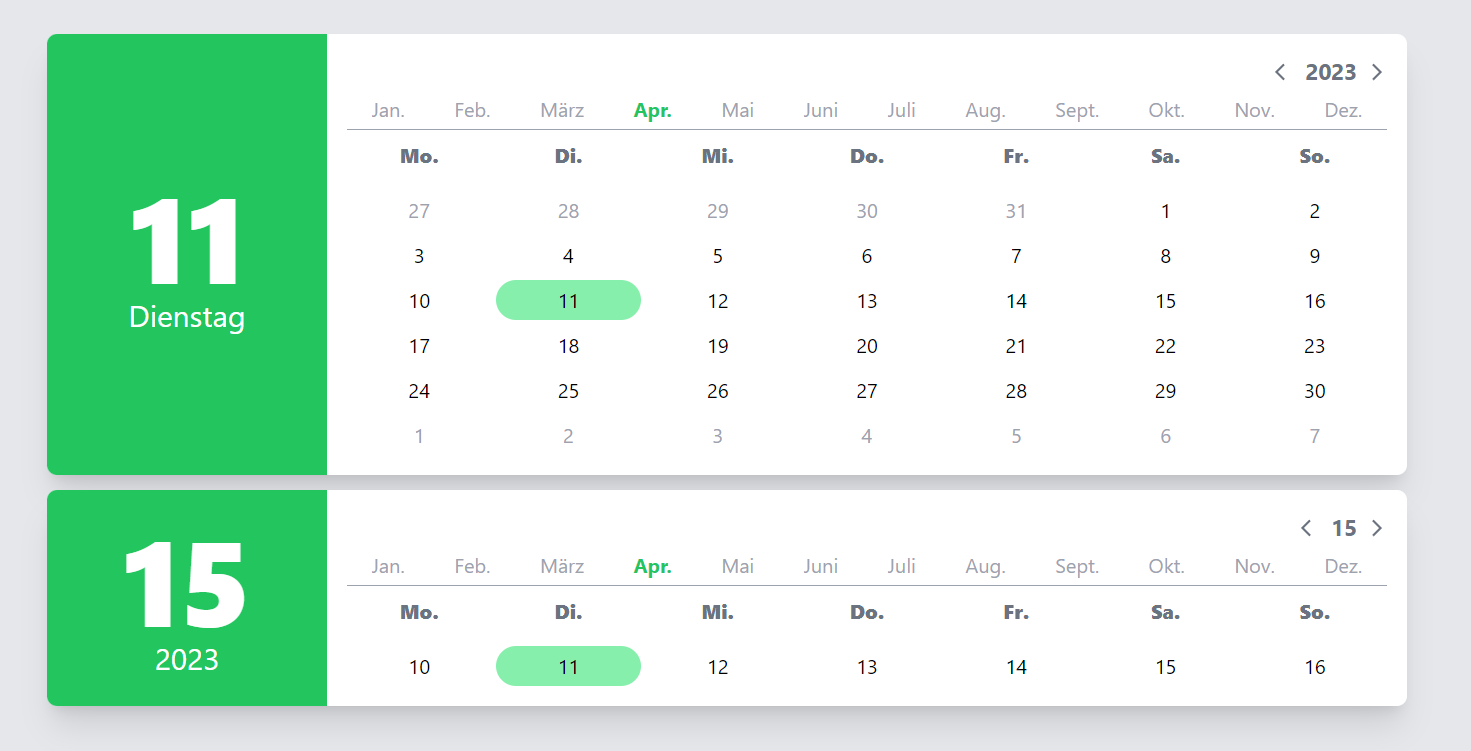 11
Dienstag
2023
Jan. Feb. März Apr. Mai Juni Juli Aug. Sept. Okt. Nov. Dez.
Mo. Di. Mi. Do. Fr. Sa. So.
27 28 29 30 31 1 2
3 4 5 6 7 8 9
10 11 12 13 14 15 16
17 18 19 20 21 22 23
24 25 26 27 28 29 30
1 2 3 4 5 6 7
15
2023
15
Jan. Feb. März Apr. Mai Juni Juli Aug. Sept. Okt. Nov. Dez.
Mo. Di. Mi. Do. Fr. Sa. So.
10 11 12 13 14 15 16